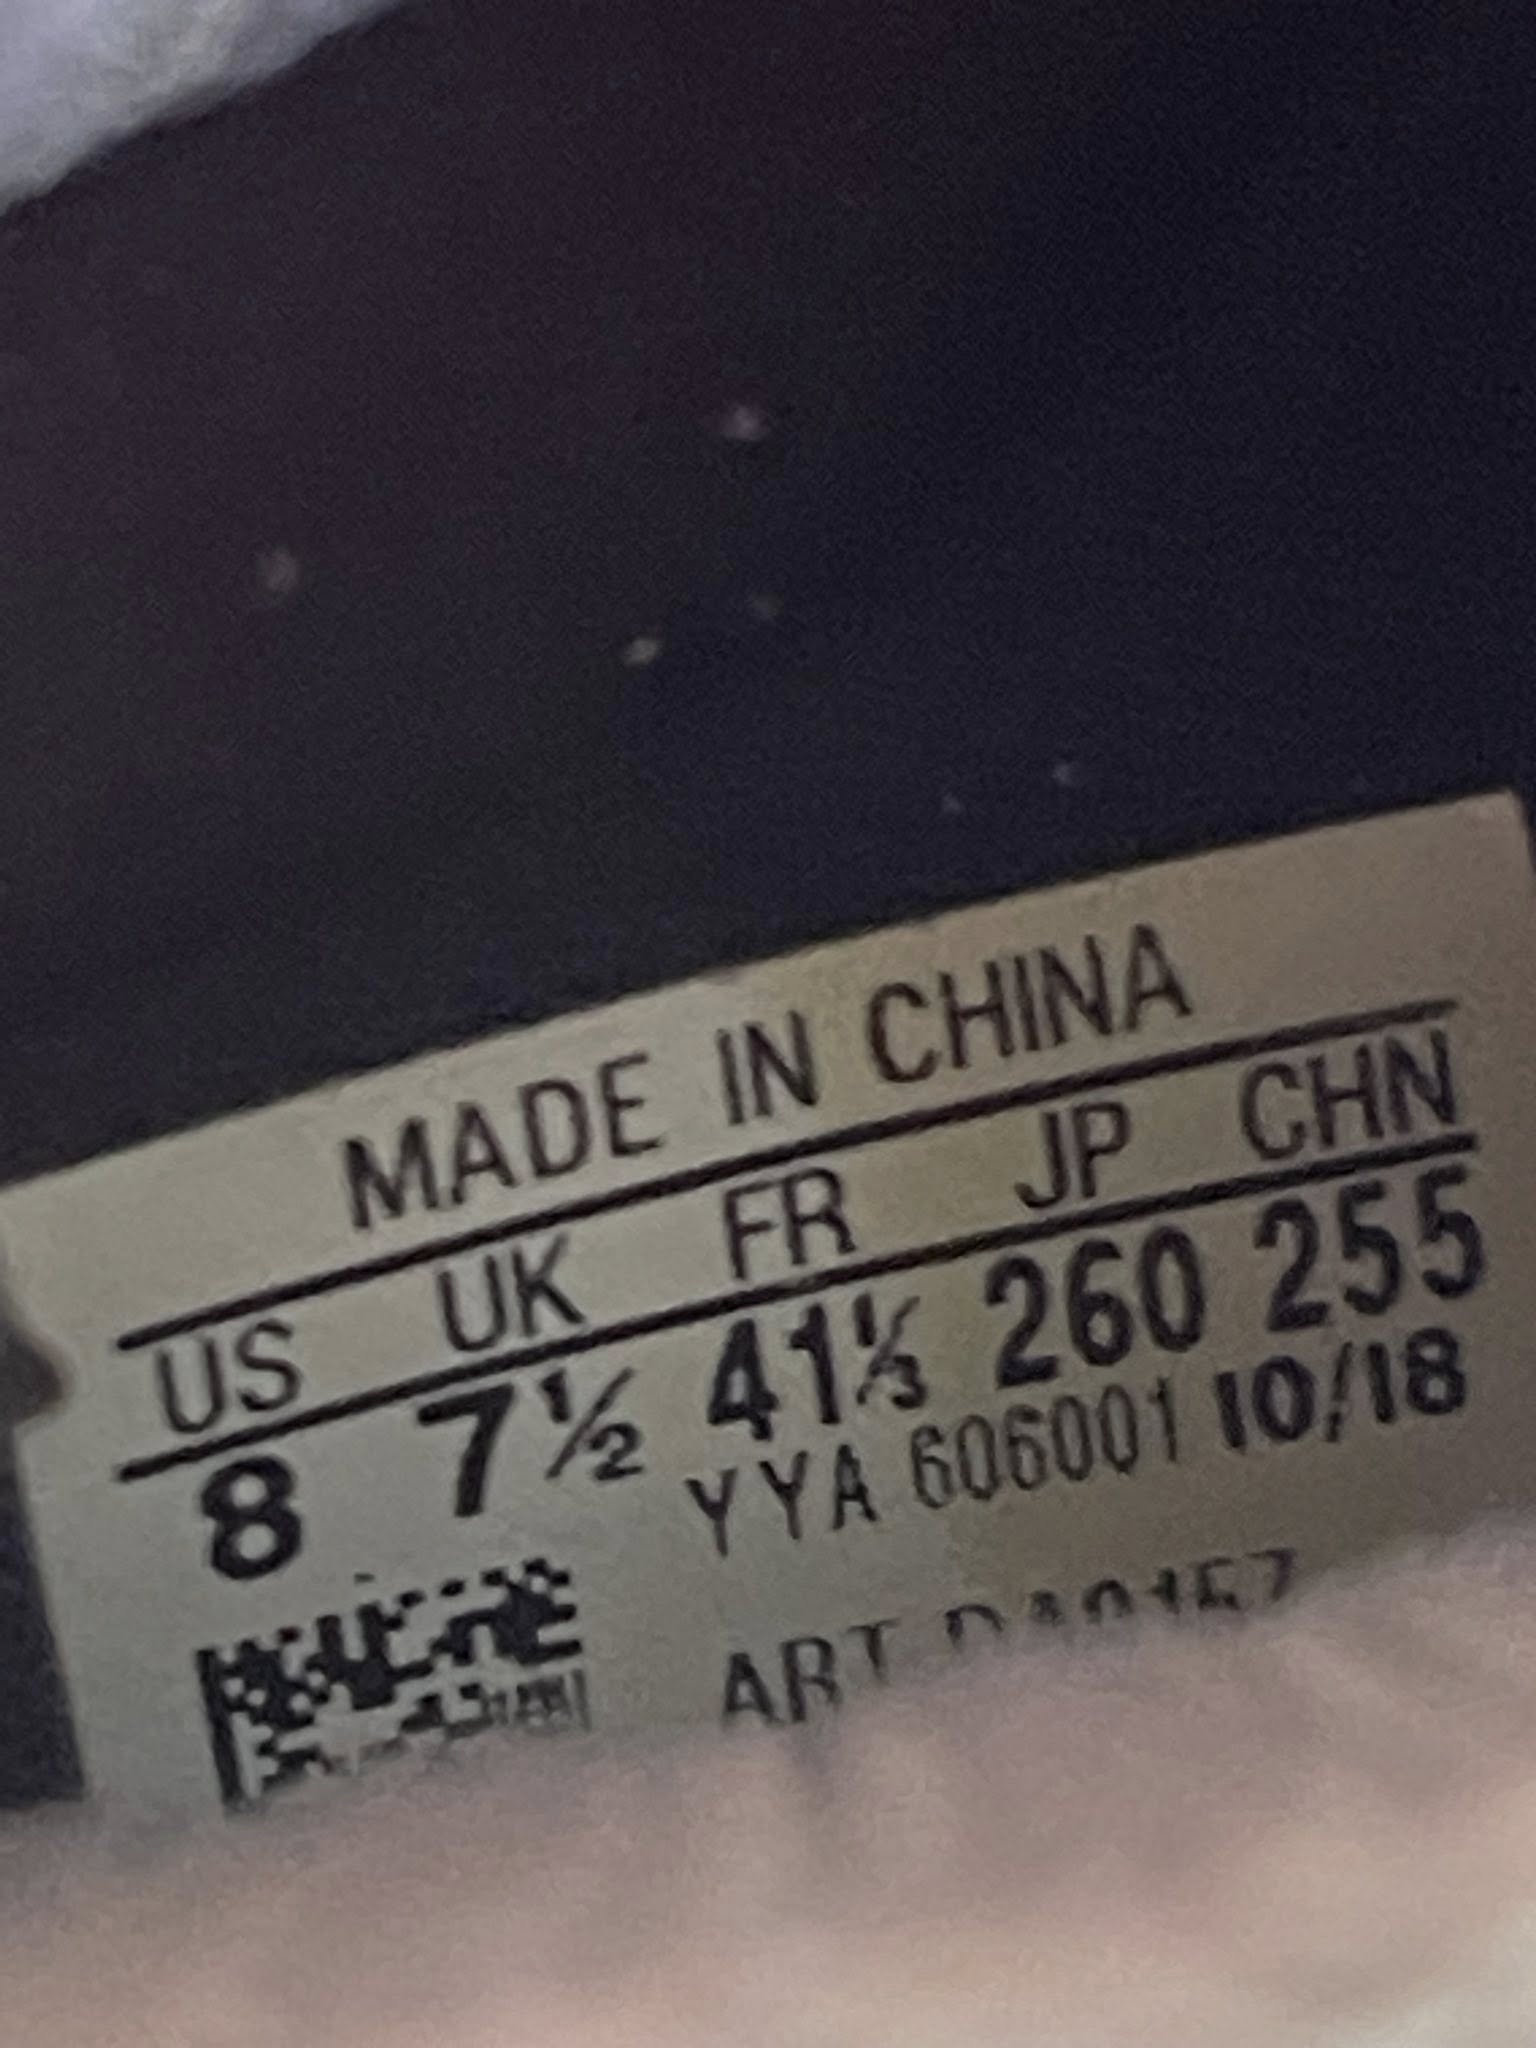 MADE IN CHINA
US UK FR JP CHN
8 7½ 41⅓ 260 255
YYA 606001 10/18
ART